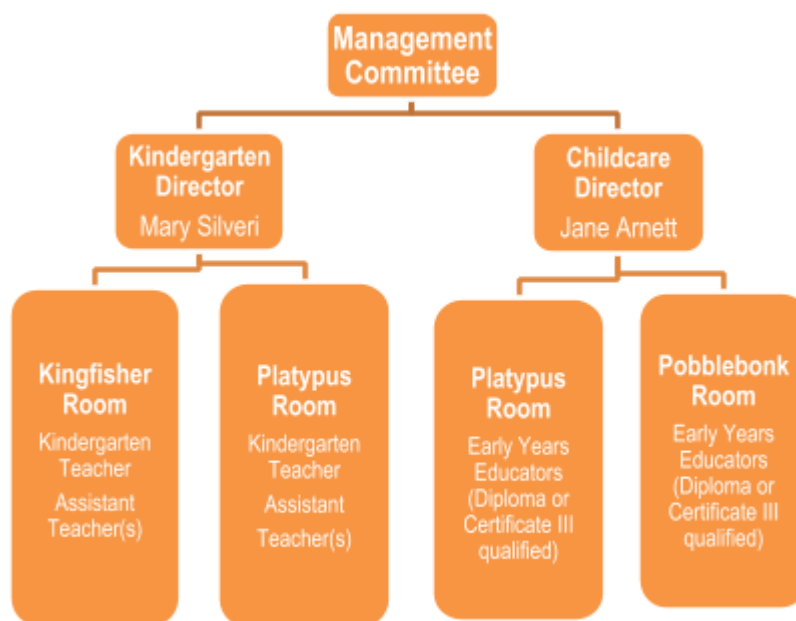 Management
Committee
Kindergarten
Director
Mary Silveri
Childcare
Director
Jane Arnett
Kingfisher
Room
Kindergarten
Teacher
Assistant
Teacher(s)
Platypus
Room
Kindergarten
Teacher
Assistant
Teacher(s)
Platypus
Room
Early Years
Educators
(Diploma or
Certificate III
qualified)
Pobblebonk
Room
Early Years
Educators
(Diploma or
Certificate III
qualified)